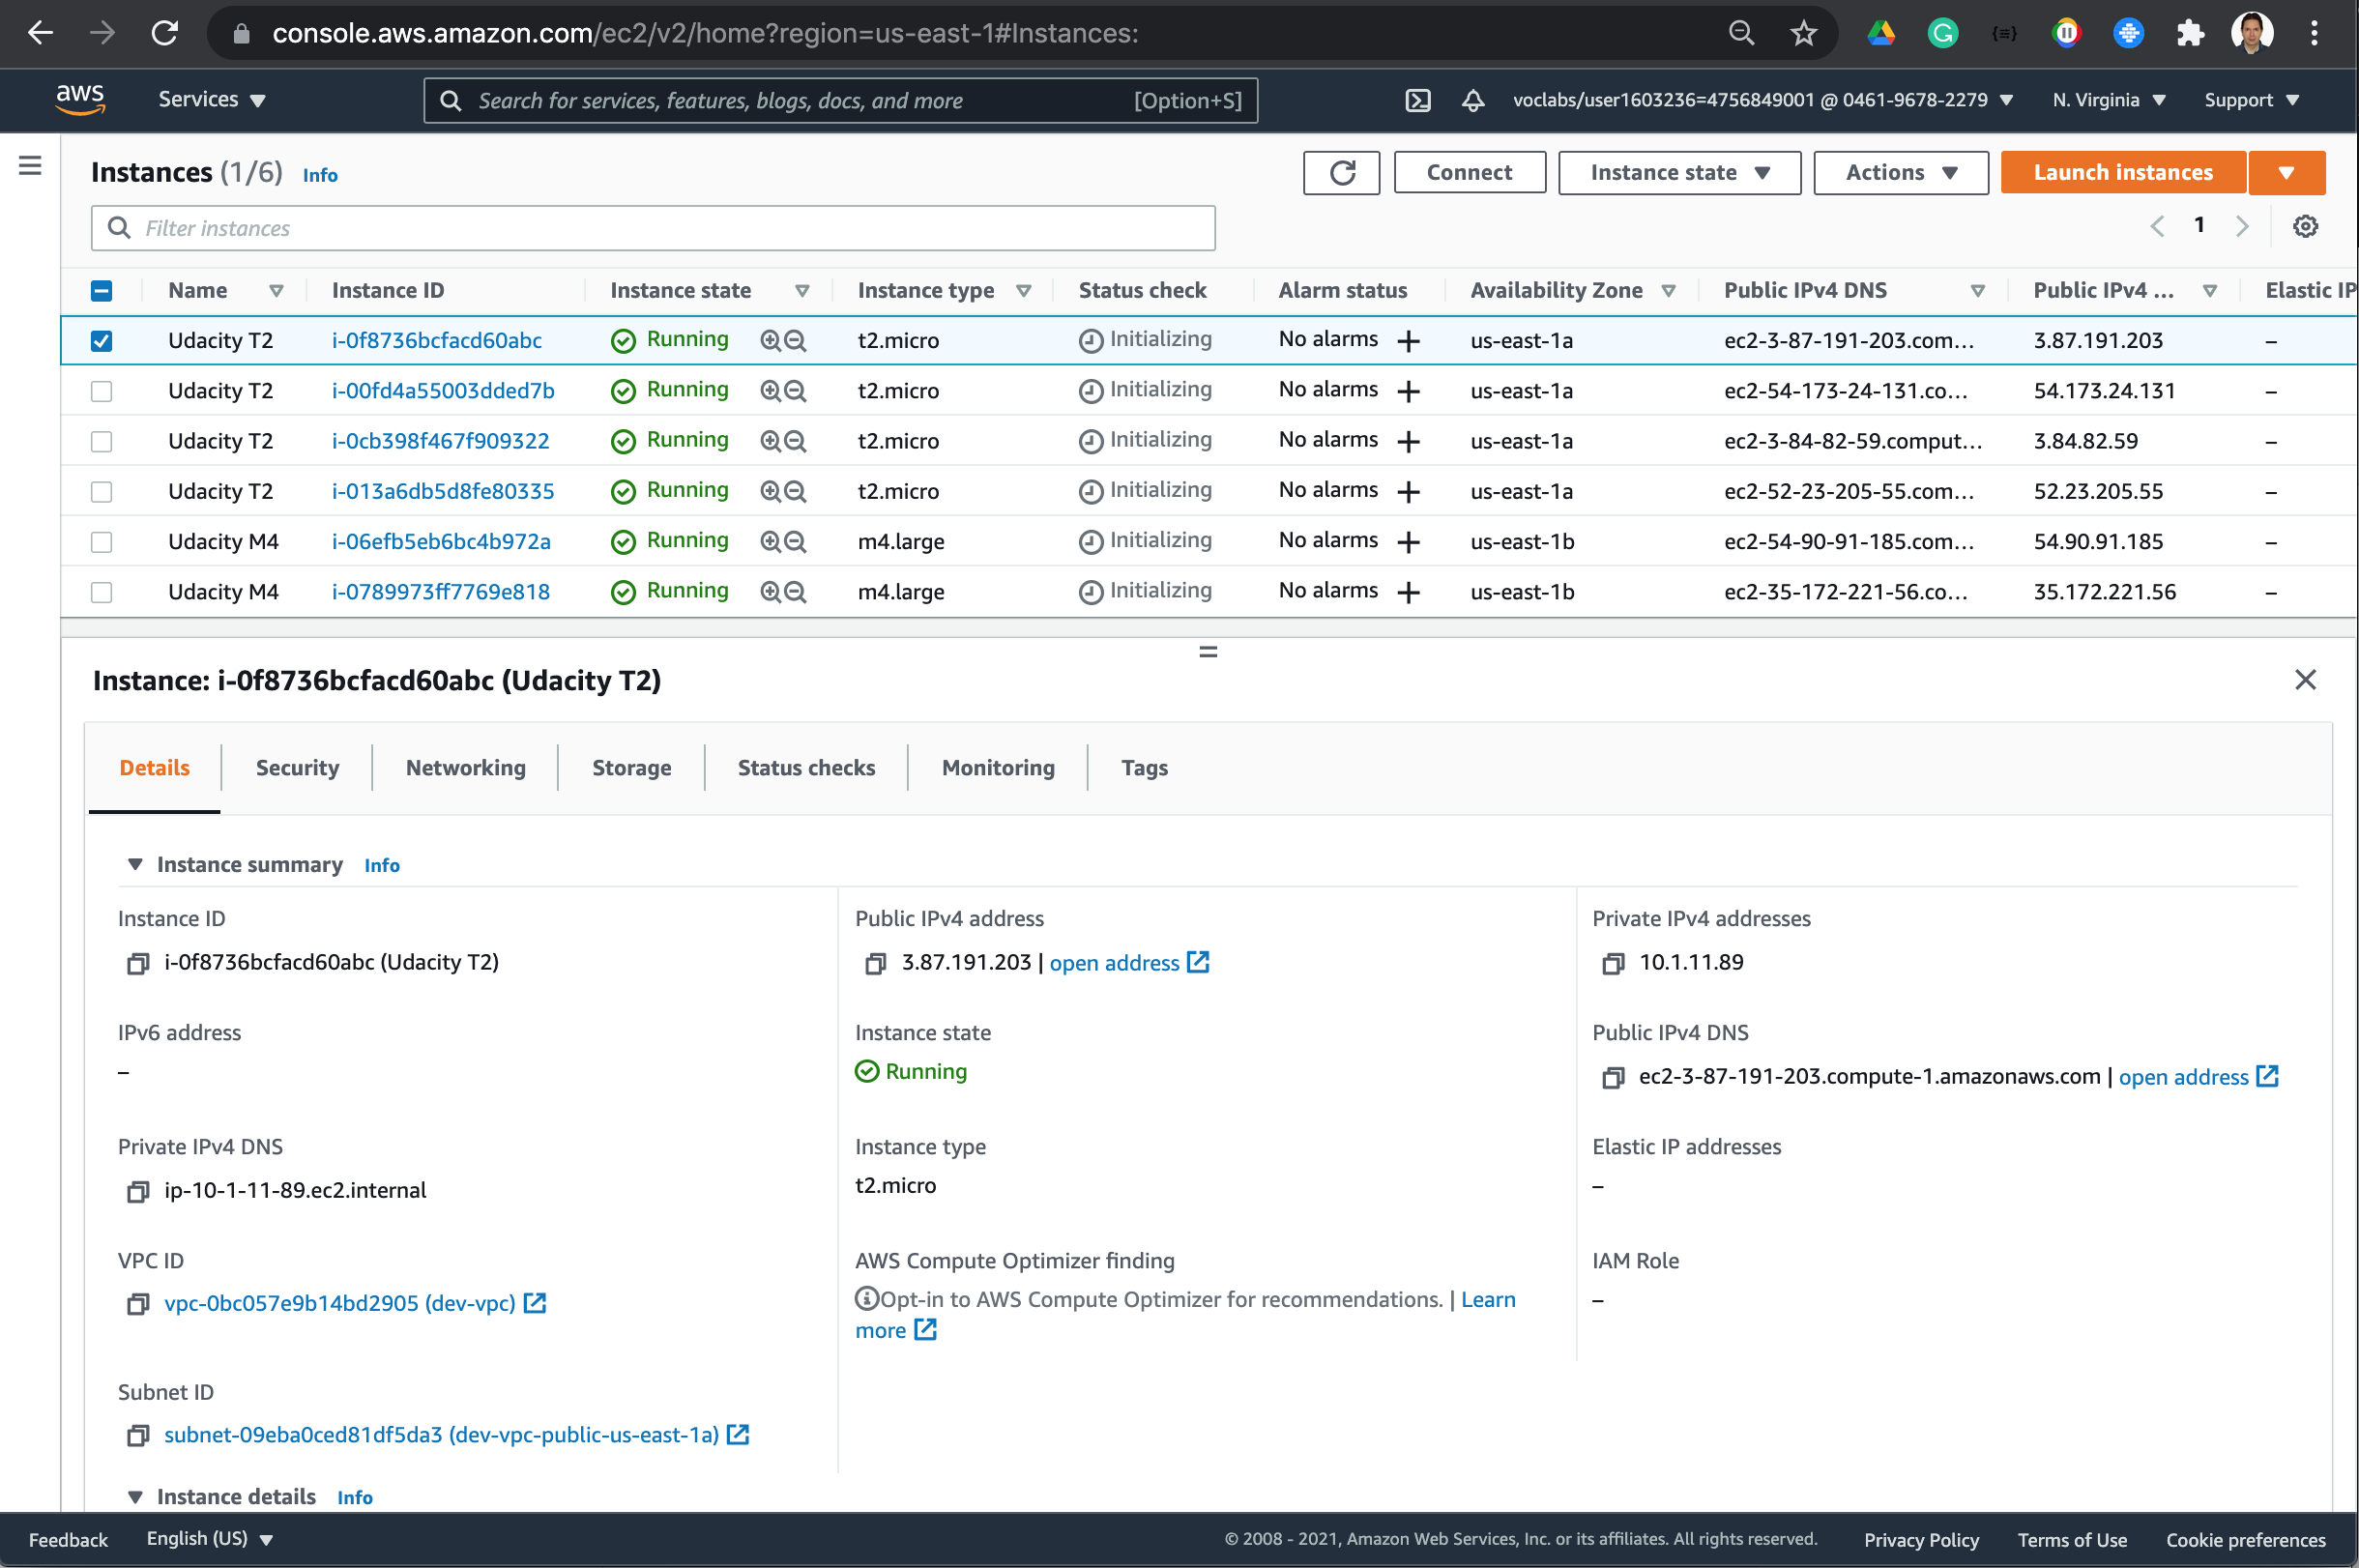 console.aws.amazon.com/ec2/v2/home?region=us-east-1#Instances:
aws Services Search for services, features, blogs, docs, and more [Option+S] voclabs/user1603236=4756849001 @ 0461-9678-2279 N. Virginia Support
Instances (1/6) Info Connect Instance state Actions Launch instances
Filter instances 1
Name Instance ID Instance state Instance type Status check Alarm status Availability Zone Public IPv4 DNS Public IPv4 ... Elastic IP
Udacity T2 i-0f8736bcfacd60abc Running t2.micro Initializing No alarms + us-east-1a ec2-3-87-191-203.com... 3.87.191.203 –
Udacity T2 i-00fd4a55003dded7b Running t2.micro Initializing No alarms + us-east-1a ec2-54-173-24-131.co... 54.173.24.131 –
Udacity T2 i-0cb398f467f909322 Running t2.micro Initializing No alarms + us-east-1a ec2-3-84-82-59.comput... 3.84.82.59 –
Udacity T2 i-013a6db5d8fe80335 Running t2.micro Initializing No alarms + us-east-1a ec2-52-23-205-55.com... 52.23.205.55 –
Udacity M4 i-06efb5eb6bc4b972a Running m4.large Initializing No alarms + us-east-1b ec2-54-90-91-185.com... 54.90.91.185 –
Udacity M4 i-0789973ff7769e818 Running m4.large Initializing No alarms + us-east-1b ec2-35-172-221-56.co... 35.172.221.56 –
Instance: i-0f8736bcfacd60abc (Udacity T2)
Details Security Networking Storage Status checks Monitoring Tags
Instance summary Info
Instance ID Public IPv4 address Private IPv4 addresses
i-0f8736bcfacd60abc (Udacity T2) 3.87.191.203 | open address 10.1.11.89
IPv6 address Instance state Public IPv4 DNS
– Running ec2-3-87-191-203.compute-1.amazonaws.com | open address
Private IPv4 DNS Instance type Elastic IP addresses
ip-10-1-11-89.ec2.internal t2.micro –
VPC ID AWS Compute Optimizer finding IAM Role
vpc-0bc057e9b14bd2905 (dev-vpc) Opt-in to AWS Compute Optimizer for recommendations. | Learn –
more
Subnet ID
subnet-09eba0ced81df5da3 (dev-vpc-public-us-east-1a)
Instance details Info
Feedback English (US) © 2008 - 2021, Amazon Web Services, Inc. or its affiliates. All rights reserved. Privacy Policy Terms of Use Cookie preferences